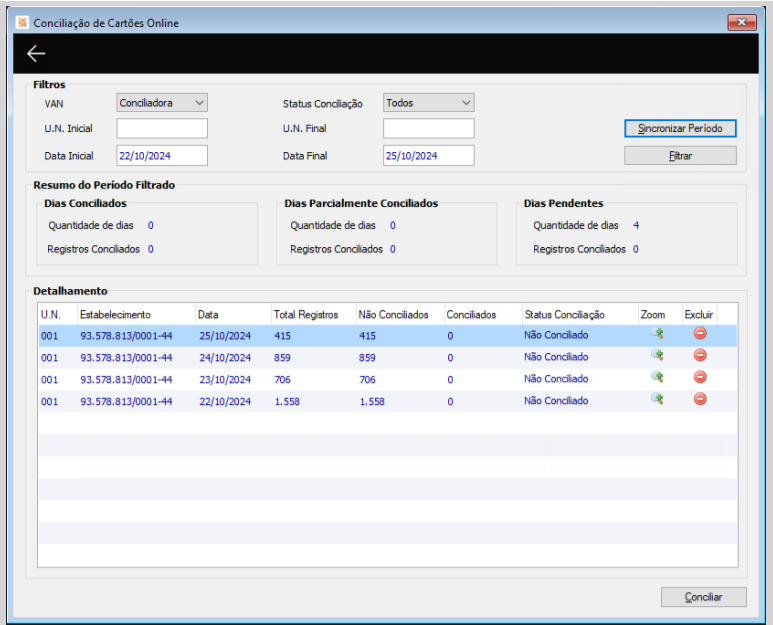 Conciliação de Cartões Online
Filtros
VAN Conciliadora Status Conciliação Todos
U.N. Inicial U.N. Final Sincronizar Período
Data Inicial 22/10/2024 Data Final 25/10/2024 Filtrar
Resumo do Período Filtrado
Dias Conciliados Dias Parcialmente Conciliados Dias Pendentes
Quantidade de dias 0 Quantidade de dias 0 Quantidade de dias 4
Registros Conciliados 0 Registros Conciliados 0 Registros Conciliados 0
Detalhamento
U.N. Estabelecimento Data Total Registros Não Conciliados Conciliados Status Conciliação Zoom Excluir
001 93.578.813/0001-44 25/10/2024 415 415 0 Não Conciliado
001 93.578.813/0001-44 24/10/2024 859 859 0 Não Conciliado
001 93.578.813/0001-44 23/10/2024 706 706 0 Não Conciliado
001 93.578.813/0001-44 22/10/2024 1.558 1.558 0 Não Conciliado
Conciliar